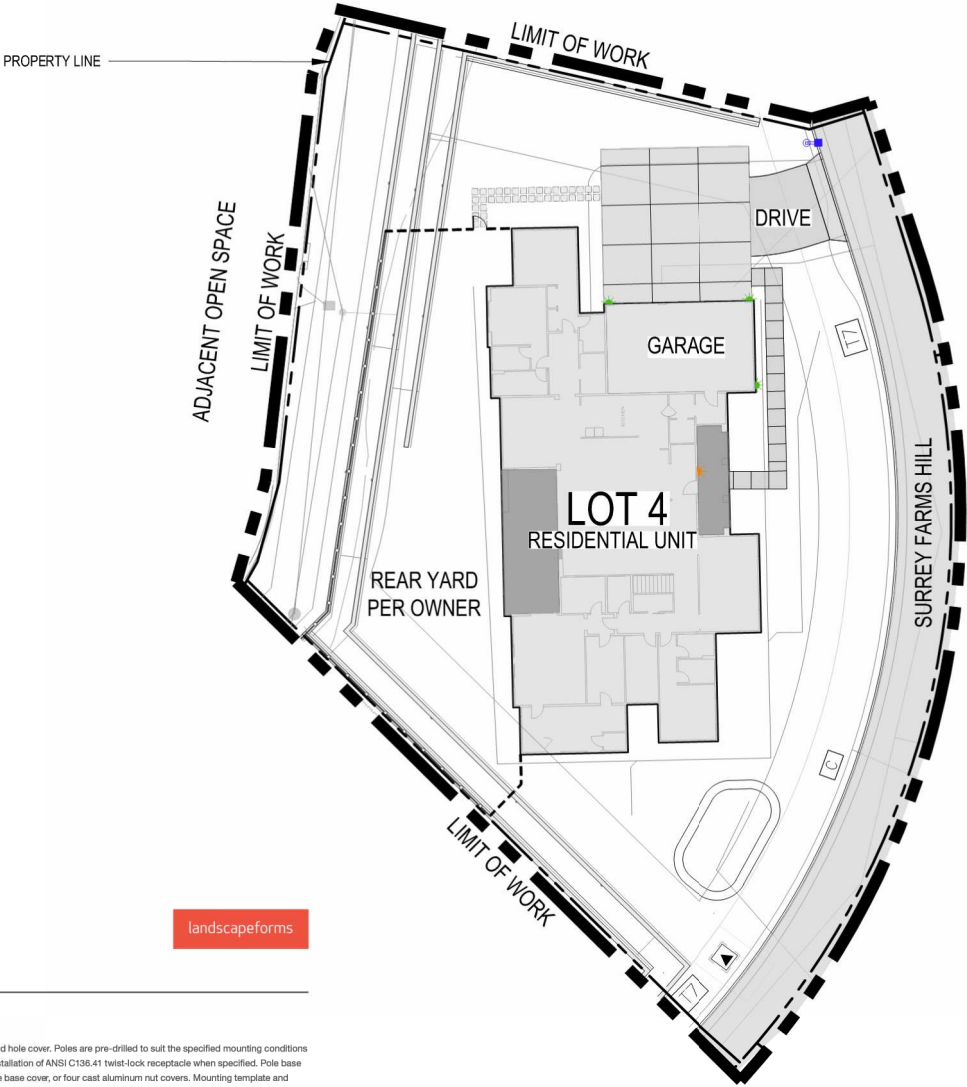 PROPERTY LINE
LIMIT OF WORK
ADJACENT OPEN SPACE
LIMIT OF WORK
DRIVE
GARAGE
KITCHEN
LOT 4
RESIDENTIAL UNIT
REAR YARD
PER OWNER
SURREY FARMS HILL
C
LIMIT OF WORK
landscapeforms
d hole cover. Poles are pre-drilled to suit the specified mounting conditions
stallation of ANSI C136.41 twist-lock receptacle when specified. Pole base
e base cover, or four cast aluminum nut covers. Mounting template and